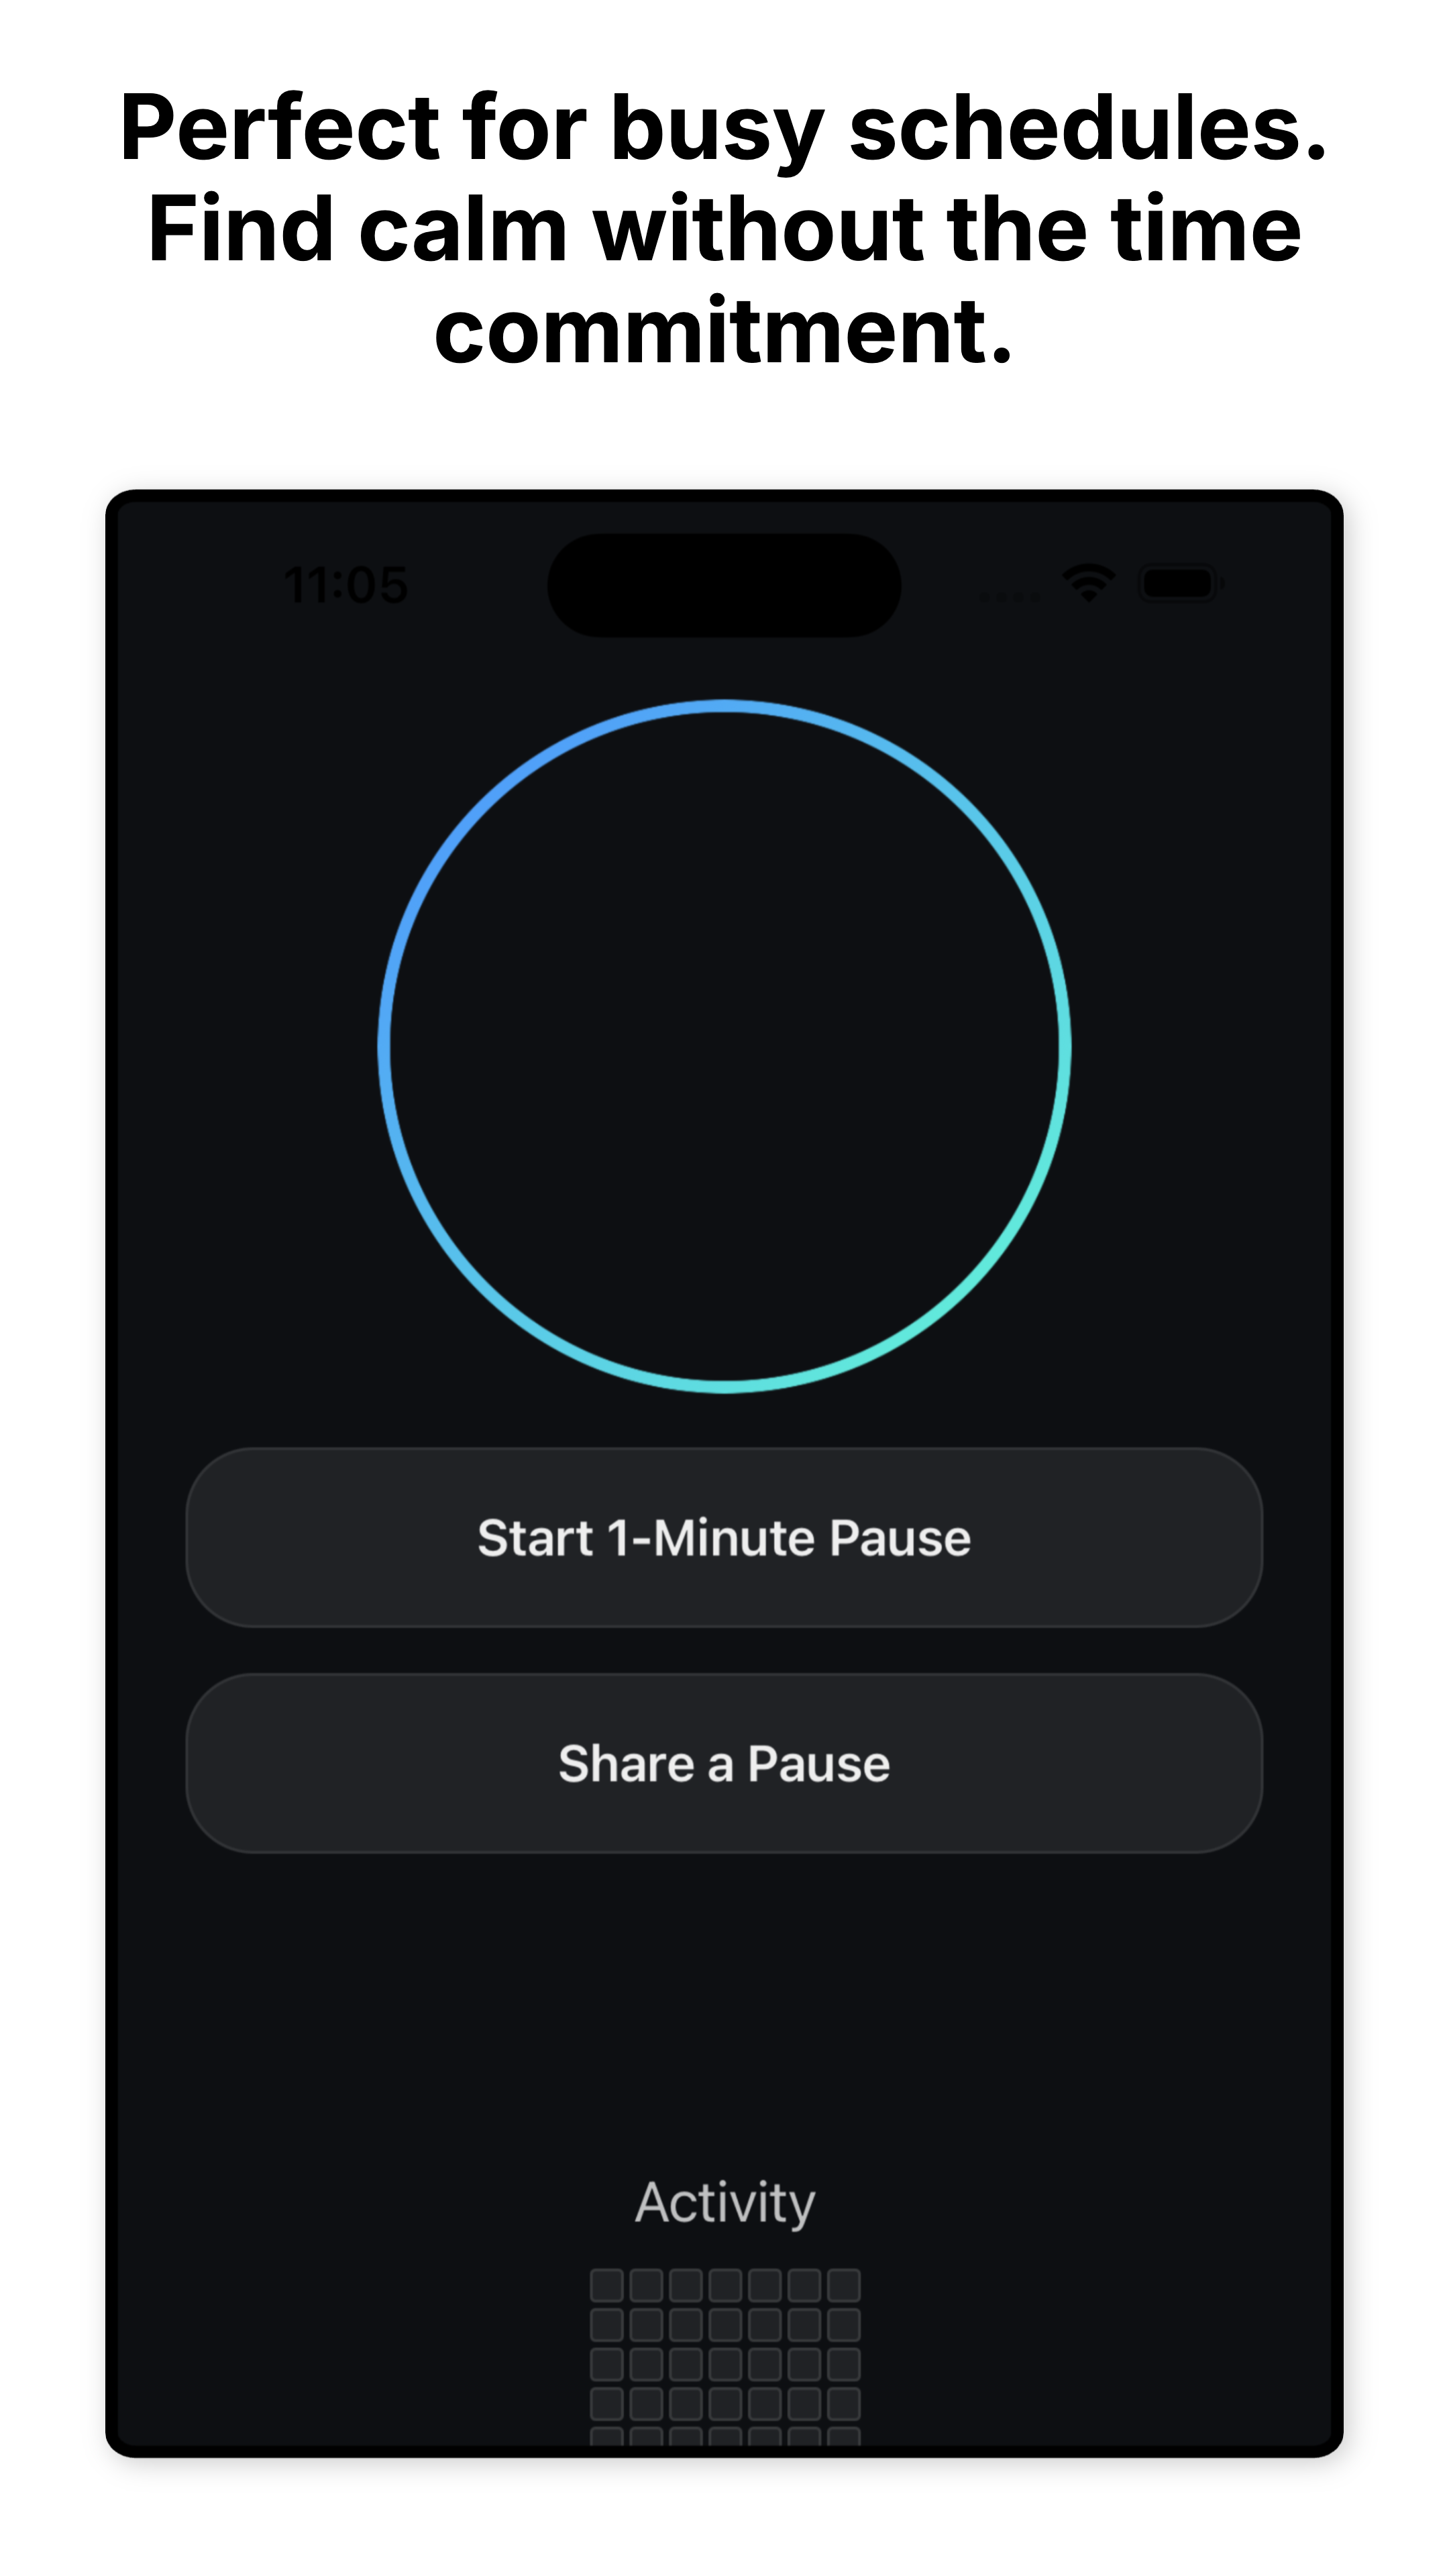 Perfect for busy schedules.
Find calm without the time
commitment.
11:05
Start 1-Minute Pause
Share a Pause
Activity